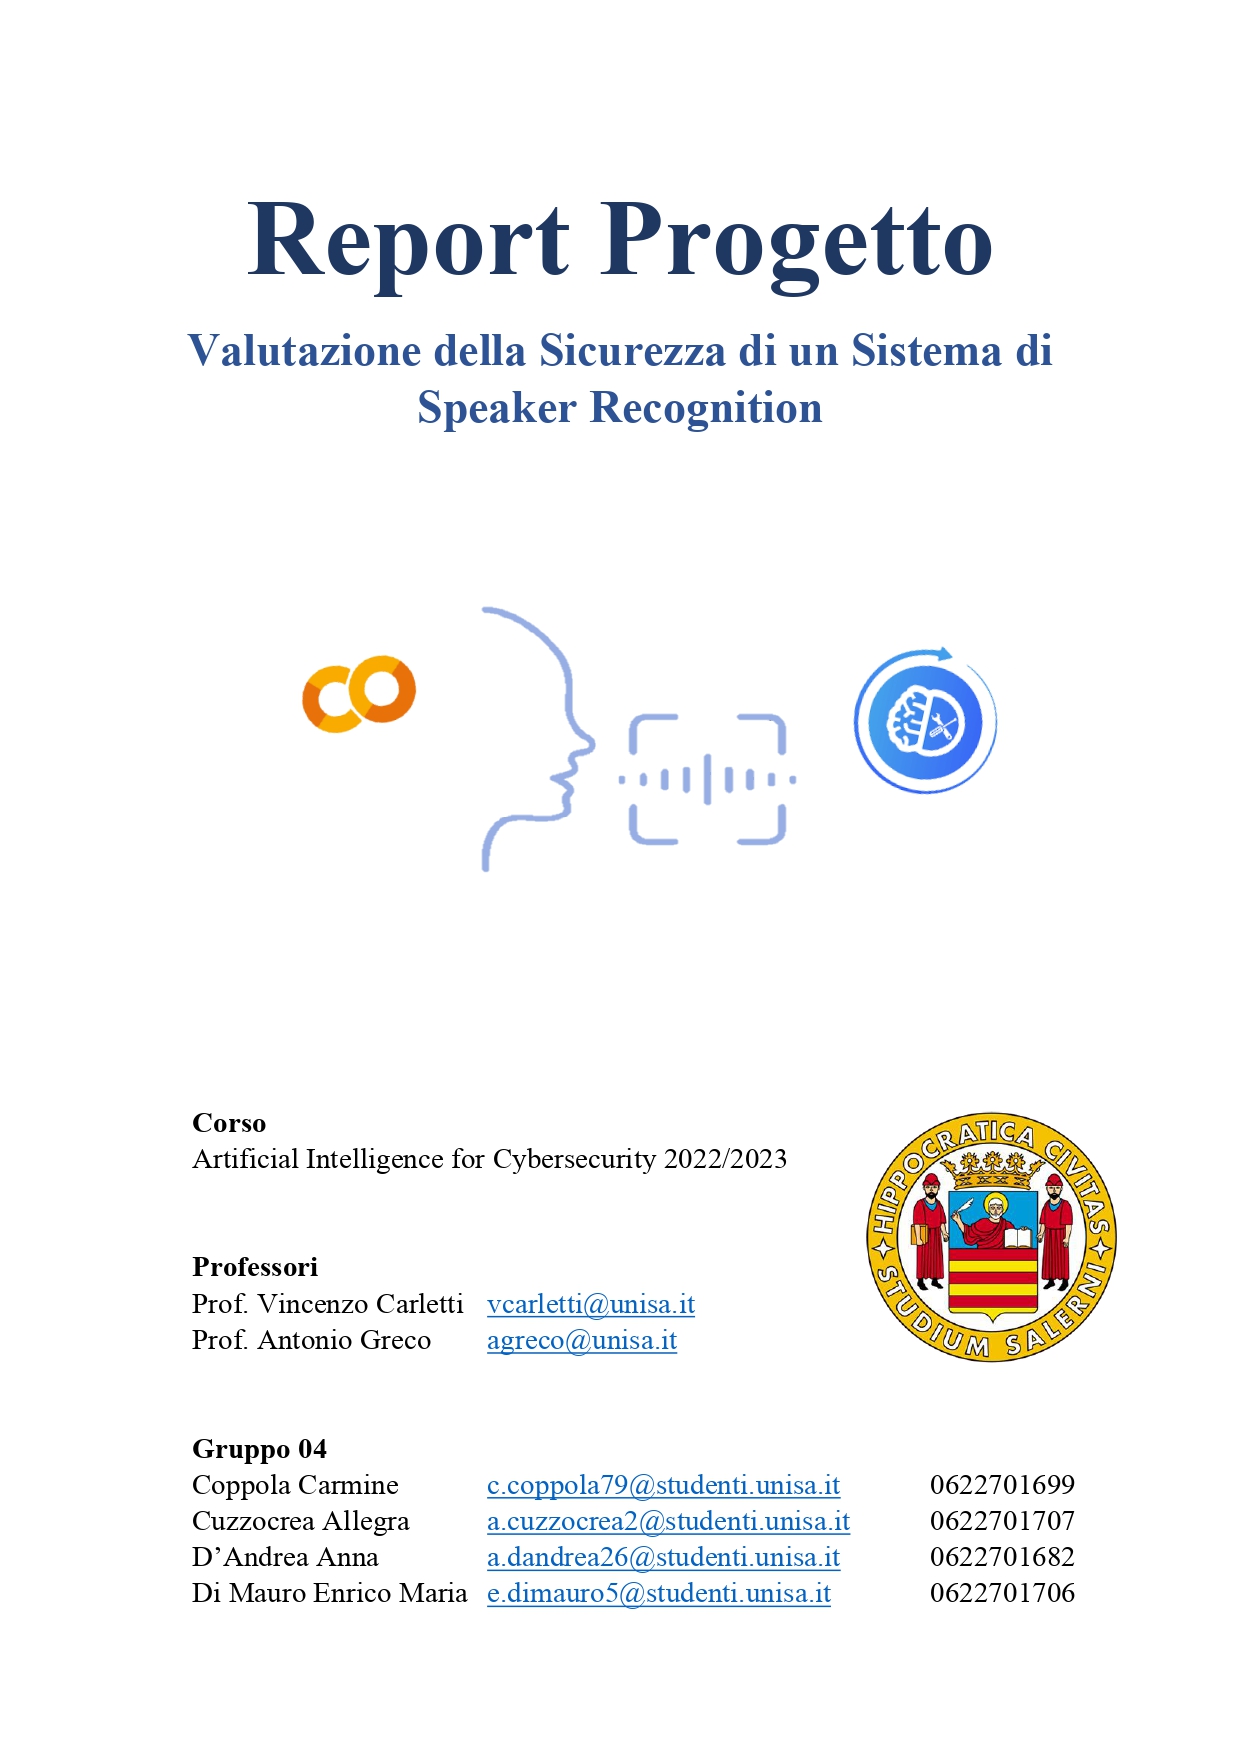 Report Progetto
Valutazione della Sicurezza di un Sistema di
Speaker Recognition
Corso
Artificial Intelligence for Cybersecurity 2022/2023
HIPPOCRATICA CIVITAS
STUDIUM SALERNI
Professori
Prof. Vincenzo Carletti vcarletti@unisa.it
Prof. Antonio Greco agreco@unisa.it
Gruppo 04
Coppola Carmine c.coppola79@studenti.unisa.it 0622701699
Cuzzocrea Allegra a.cuzzocrea2@studenti.unisa.it 0622701707
D’Andrea Anna a.dandrea26@studenti.unisa.it 0622701682
Di Mauro Enrico Maria e.dimauro5@studenti.unisa.it 0622701706